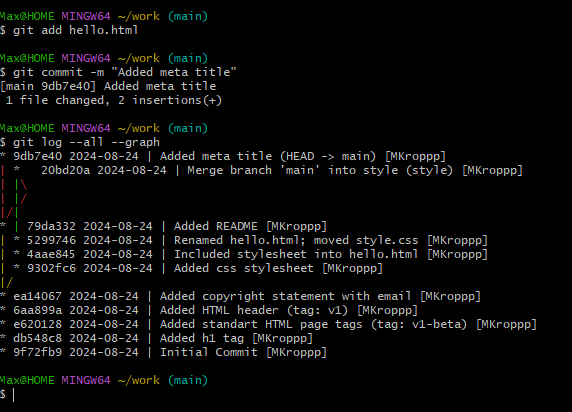 Max@HOME MINGW64 ~/work (main)
$ git add hello.html

Max@HOME MINGW64 ~/work (main)
$ git commit -m "Added meta title"
[main 9db7e40] Added meta title
 1 file changed, 2 insertions(+)

Max@HOME MINGW64 ~/work (main)
$ git log --all --graph
* 9db7e40 2024-08-24 | Added meta title (HEAD -> main) [MKroppp]
| *   20bd20a 2024-08-24 | Merge branch 'main' into style (style) [MKroppp]
| |\
| |/
|/|
* | 79da332 2024-08-24 | Added README [MKroppp]
| * 5299746 2024-08-24 | Renamed hello.html; moved style.css [MKroppp]
| * 4aae845 2024-08-24 | Included stylesheet into hello.html [MKroppp]
| * 9302fc6 2024-08-24 | Added css stylesheet [MKroppp]
|/
* ea14067 2024-08-24 | Added copyright statement with email [MKroppp]
* 6aa899a 2024-08-24 | Added HTML header (tag: v1) [MKroppp]
* e620128 2024-08-24 | Added standart HTML page tags (tag: v1-beta) [MKroppp]
* db548c8 2024-08-24 | Added h1 tag [MKroppp]
* 9f72fb9 2024-08-24 | Initial Commit [MKroppp]

Max@HOME MINGW64 ~/work (main)
$